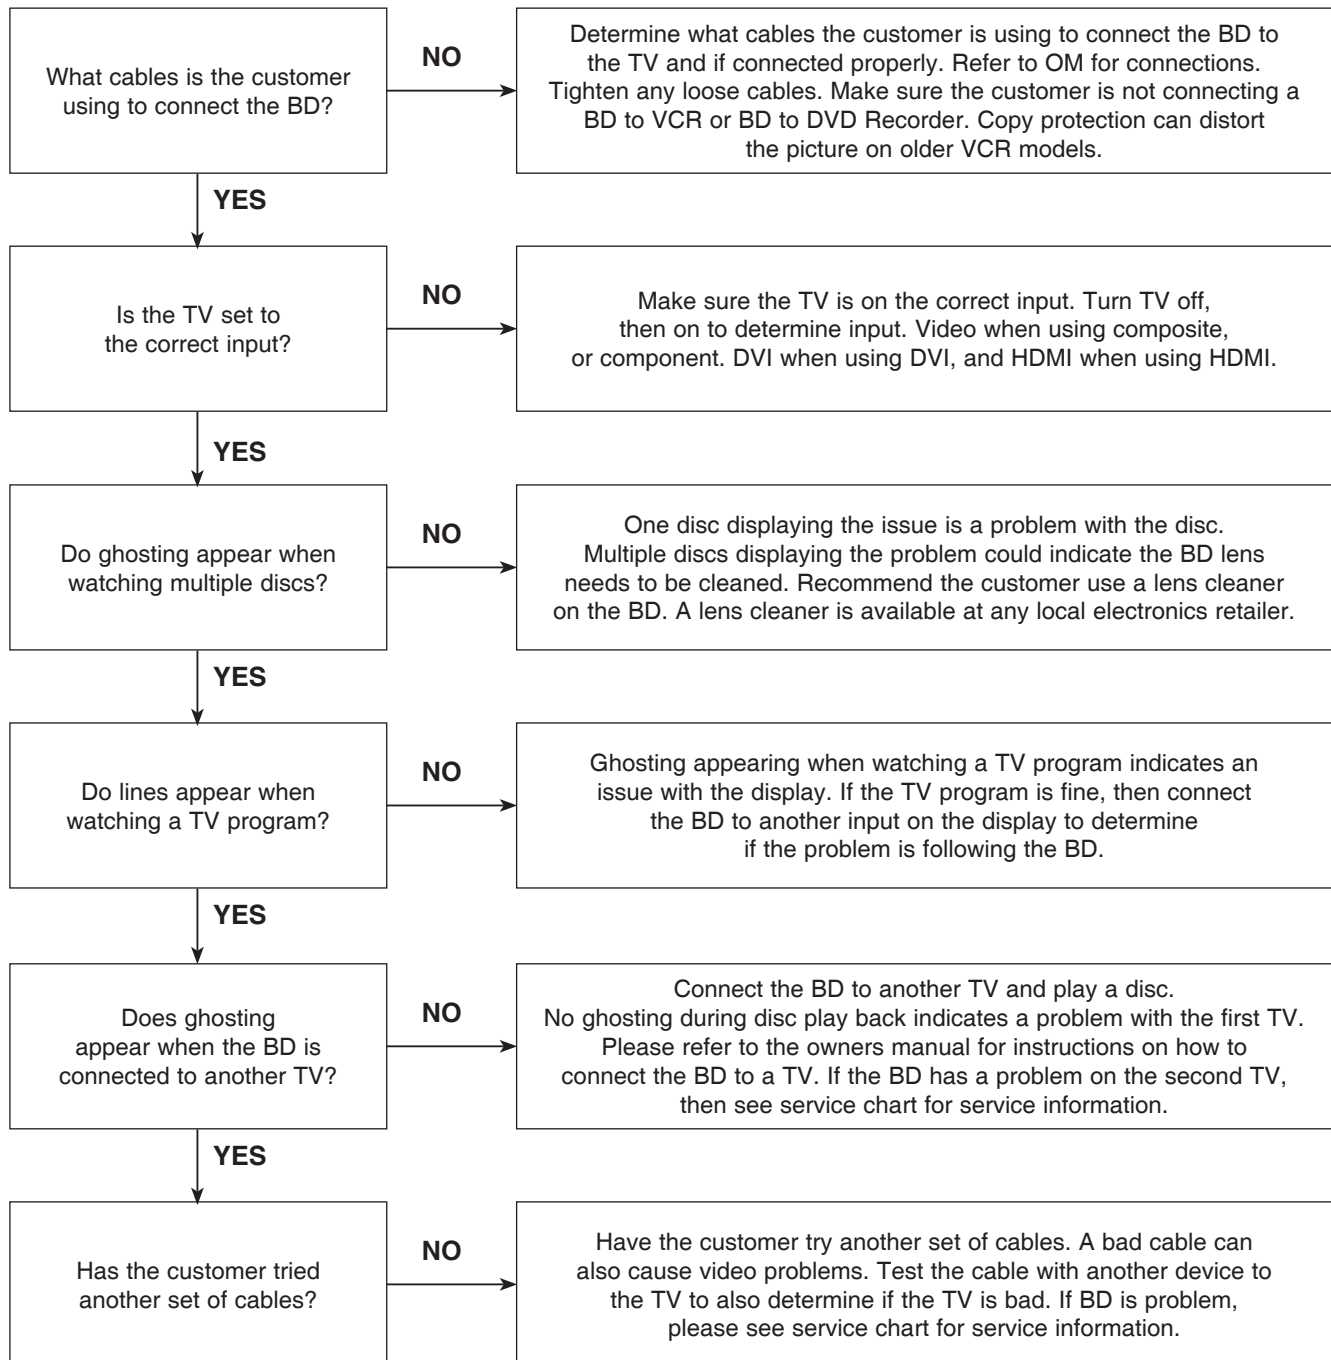 What cables is the customer
using to connect the BD?
NO
Determine what cables the customer is using to connect the BD to
the TV and if connected properly. Refer to OM for connections.
Tighten any loose cables. Make sure the customer is not connecting a
BD to VCR or BD to DVD Recorder. Copy protection can distort
the picture on older VCR models.
YES
Is the TV set to
the correct input?
NO
Make sure the TV is on the correct input. Turn TV off,
then on to determine input. Video when using composite,
or component. DVI when using DVI, and HDMI when using HDMI.
YES
Do ghosting appear when
watching multiple discs?
NO
One disc displaying the issue is a problem with the disc.
Multiple discs displaying the problem could indicate the BD lens
needs to be cleaned. Recommend the customer use a lens cleaner
on the BD. A lens cleaner is available at any local electronics retailer.
YES
Do lines appear when
watching a TV program?
NO
Ghosting appearing when watching a TV program indicates an
issue with the display. If the TV program is fine, then connect
the BD to another input on the display to determine
if the problem is following the BD.
YES
Does ghosting
appear when the BD is
connected to another TV?
NO
Connect the BD to another TV and play a disc.
No ghosting during disc play back indicates a problem with the first TV.
Please refer to the owners manual for instructions on how to
connect the BD to a TV. If the BD has a problem on the second TV,
then see service chart for service information.
YES
Has the customer tried
another set of cables?
NO
Have the customer try another set of cables. A bad cable can
also cause video problems. Test the cable with another device to
the TV to also determine if the TV is bad. If BD is problem,
please see service chart for service information.